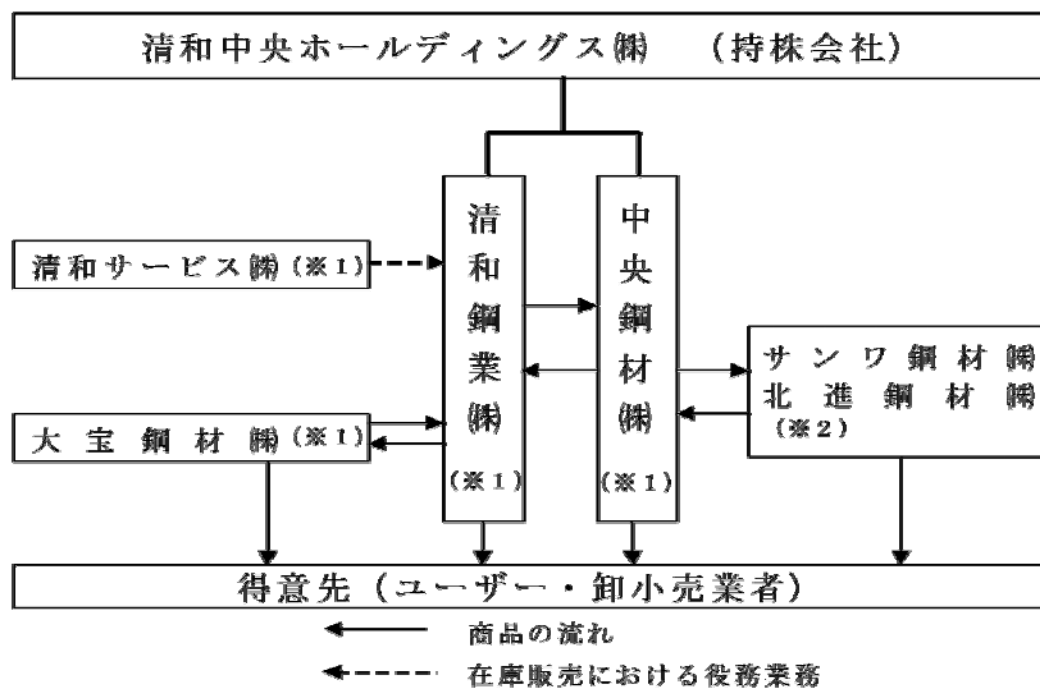 清和中央ホールディングス㈱ (持株会社)
清和鋼業㈱
(※1)
中央鋼材㈱
(※1)
清和サービス㈱(※1)
サンワ鋼材㈱
北進鋼材㈱
(※2)
大宝鋼材㈱(※1)
得意先(ユーザー・卸小売業者)
商品の流れ
在庫販売における役務業務